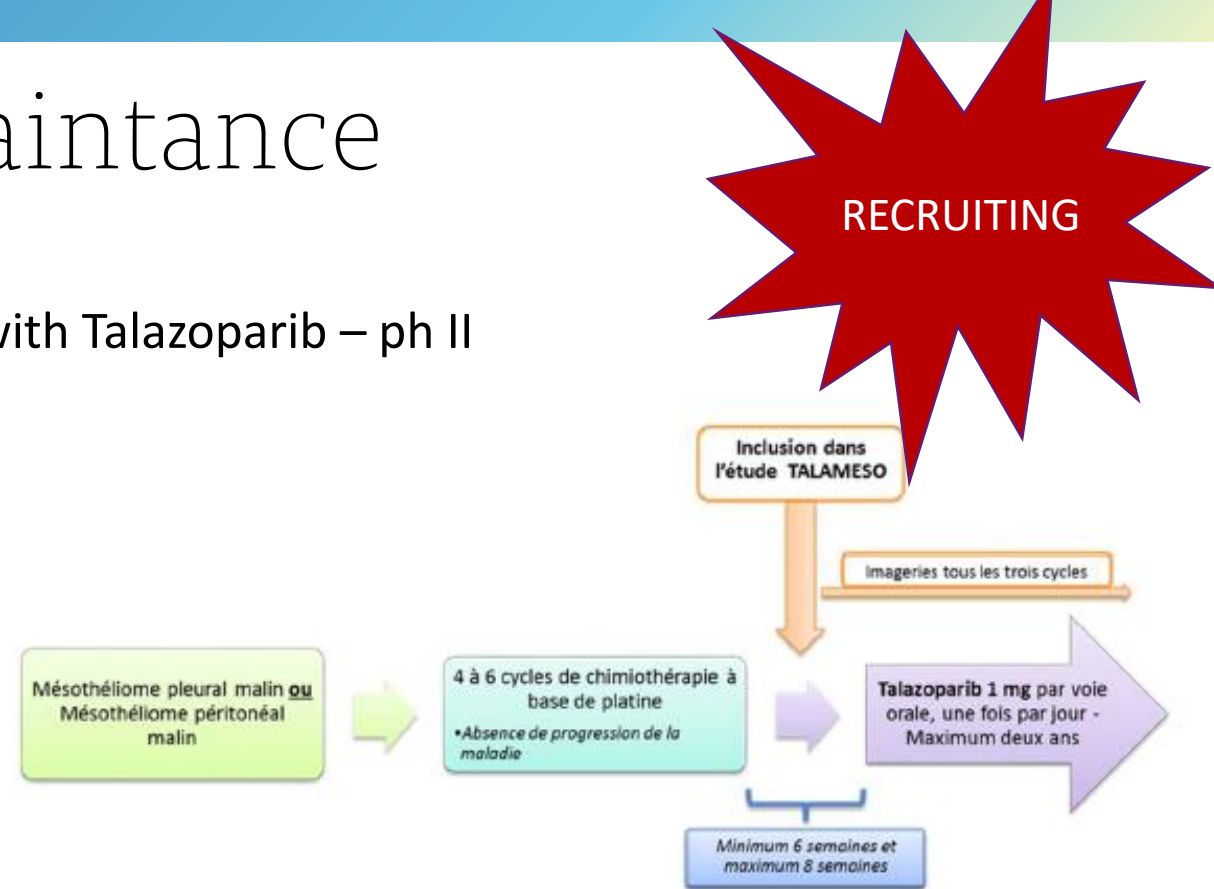 aintance
RECRUITING
with Talazoparib – ph II
Inclusion dans
l'étude TALAMESO
Imageries tous les trois cycles
Mésothéliome pleural malin ou
Mésothéliome péritonéal
malin
4 à 6 cycles de chimiothérapie à
base de platine
•Absence de progression de la
maladie
Talazoparib 1 mg par voie
orale, une fois par jour -
Maximum deux ans
Minimum 6 semaines et
maximum 8 semaines